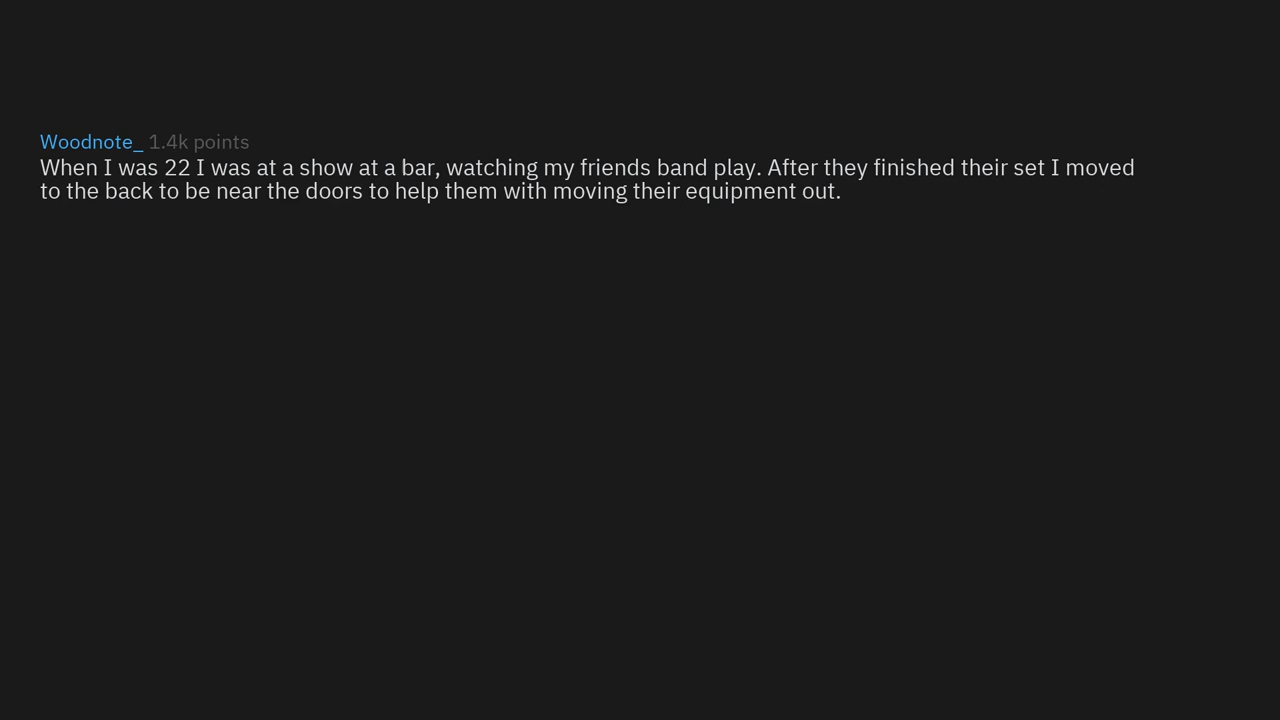 Woodnote_ 1.4k points
When I was 22 I was at a show at a bar, watching my friends band play. After they finished their set I moved
to the back to be near the doors to help them with moving their equipment out.